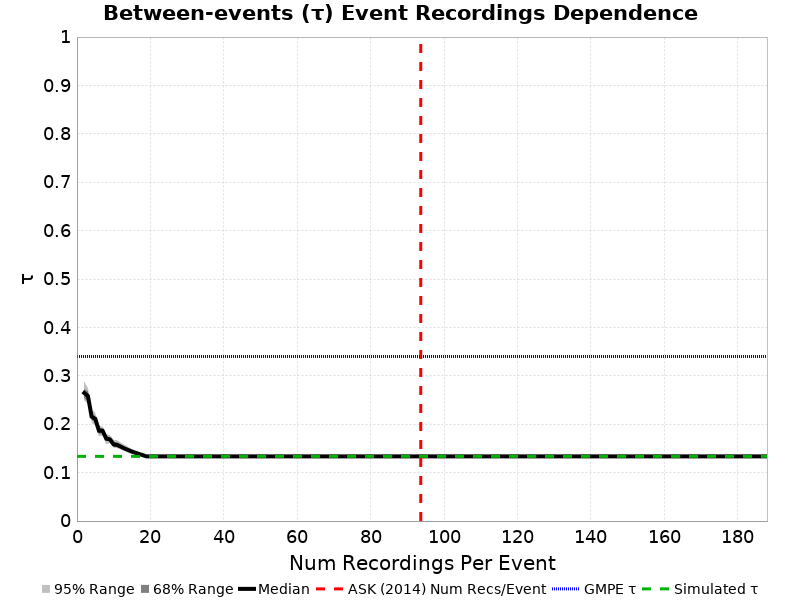 Between-events (τ) Event Recordings Dependence
1
0.9
0.8
0.7
0.6
0.5
0.4
0.3
0.2
0.1
0
τ
0 20 40 60 80 100 120 140 160 180
Num Recordings Per Event
95% Range 68% Range Median ASK (2014) Num Recs/Event GMPE τ Simulated τ